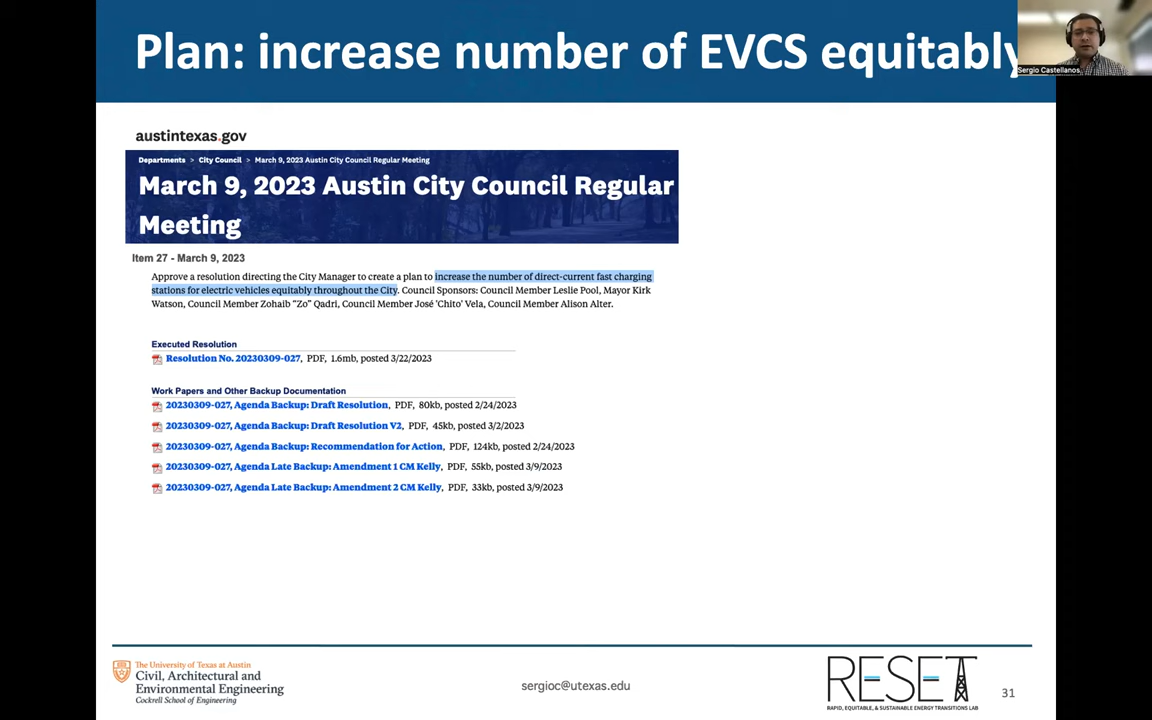 Plan: increase number of EVCS equitably
Sergio Castellanos
austintexas.gov
Departments > City Council > March 9, 2023 Austin City Council Regular Meeting
March 9, 2023 Austin City Council Regular
Meeting
Item 27 - March 9, 2023
Approve a resolution directing the City Manager to create a plan to increase the number of direct-current fast charging
stations for electric vehicles equitably throughout the City. Council Sponsors: Council Member Leslie Pool, Mayor Kirk
Watson, Council Member Zohaib "Zo" Qadri, Council Member José 'Chito' Vela, Council Member Alison Alter.
Executed Resolution
Resolution No. 20230309-027, PDF, 1.6mb, posted 3/22/2023
Work Papers and Other Backup Documentation
20230309-027, Agenda Backup: Draft Resolution, PDF, 80kb, posted 2/24/2023
20230309-027, Agenda Backup: Draft Resolution V2, PDF, 45kb, posted 3/2/2023
20230309-027, Agenda Backup: Recommendation for Action, PDF, 124kb, posted 2/24/2023
20230309-027, Agenda Late Backup: Amendment 1 CM Kelly, PDF, 55kb, posted 3/9/2023
20230309-027, Agenda Late Backup: Amendment 2 CM Kelly, PDF, 33kb, posted 3/9/2023
The University of Texas at Austin
Civil, Architectural and
Environmental Engineering
Cockrell School of Engineering
sergioc@utexas.edu
RESET
RAPID, EQUITABLE, & SUSTAINABLE ENERGY TRANSITIONS LAB
31